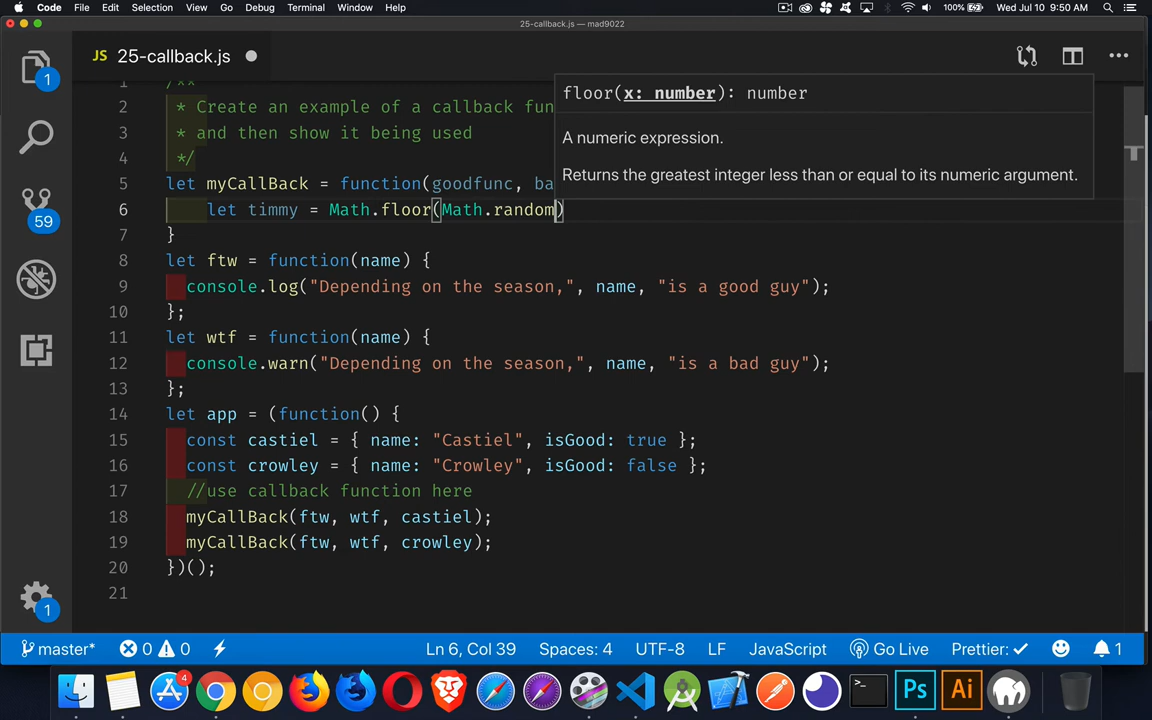 Code File Edit Selection View Go Debug Terminal Window Help 100% Wed Jul 10 9:50 AM
25-callback.js — mad9022
JS 25-callback.js
1 /**
2 * Create an example of a callback fun
3 * and then show it being used
4 */
5 let myCallBack = function(goodfunc, ba
6 let timmy = Math.floor(Math.random)
7 }
8 let ftw = function(name) {
9 console.log("Depending on the season,", name, "is a good guy");
10 };
11 let wtf = function(name) {
12 console.warn("Depending on the season,", name, "is a bad guy");
13 };
14 let app = (function() {
15 const castiel = { name: "Castiel", isGood: true };
16 const crowley = { name: "Crowley", isGood: false };
17 //use callback function here
18 myCallBack(ftw, wtf, castiel);
19 myCallBack(ftw, wtf, crowley);
20 })();
21
floor(x: number): number
A numeric expression.
Returns the greatest integer less than or equal to its numeric argument.
1
59
1
master* 0 0 Ln 6, Col 39 Spaces: 4 UTF-8 LF JavaScript Go Live Prettier: ✓ 1
4
>_
Ps
Ai